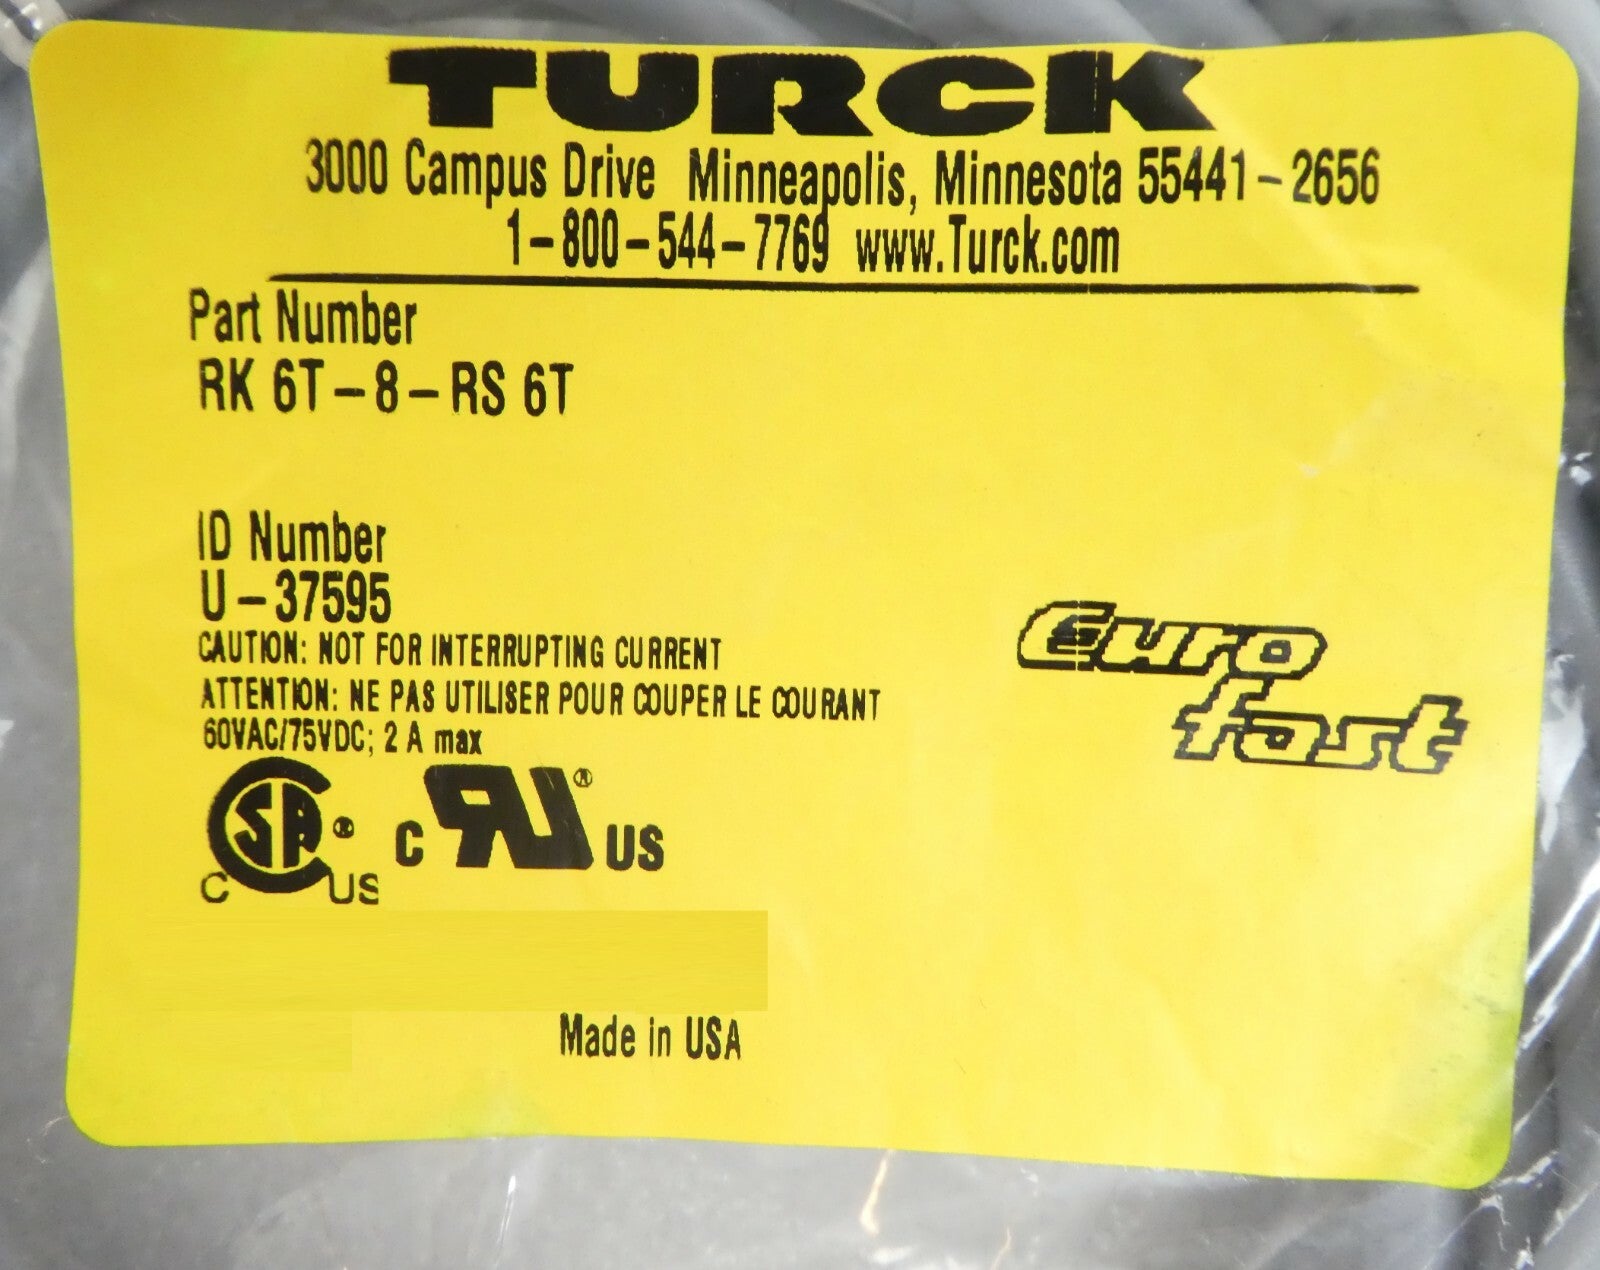 TURCK
3000 Campus Drive Minneapolis, Minnesota 55441-2656
1-800-544-7769 www.Turck.com
Part Number
RK 6T-8-RS 6T
ID Number
U-37595
CAUTION: NOT FOR INTERRUPTING CURRENT
ATTENTION: NE PAS UTILISER POUR COUPER LE COURANT
60VAC/75VDC; 2 A max
Euro
fast
CSA® C US
C RU® US
Made in USA